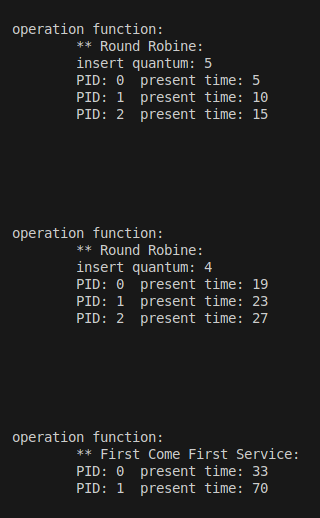 operation function:
** Round Robine:
insert quantum: 5
PID: 0  present time: 5
PID: 1  present time: 10
PID: 2  present time: 15
operation function:
** Round Robine:
insert quantum: 4
PID: 0  present time: 19
PID: 1  present time: 23
PID: 2  present time: 27
operation function:
** First Come First Service:
PID: 0  present time: 33
PID: 1  present time: 70